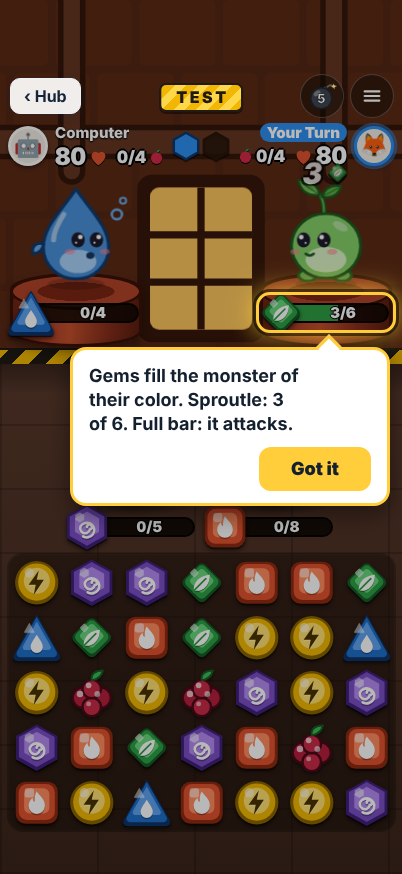 ‹ Hub
TEST
5
Computer
80
0/4
Your Turn
0/4
80
3
0/4
3/6
Gems fill the monster of
their color. Sproutle: 3
of 6. Full bar: it attacks.
Got it
0/5
0/8